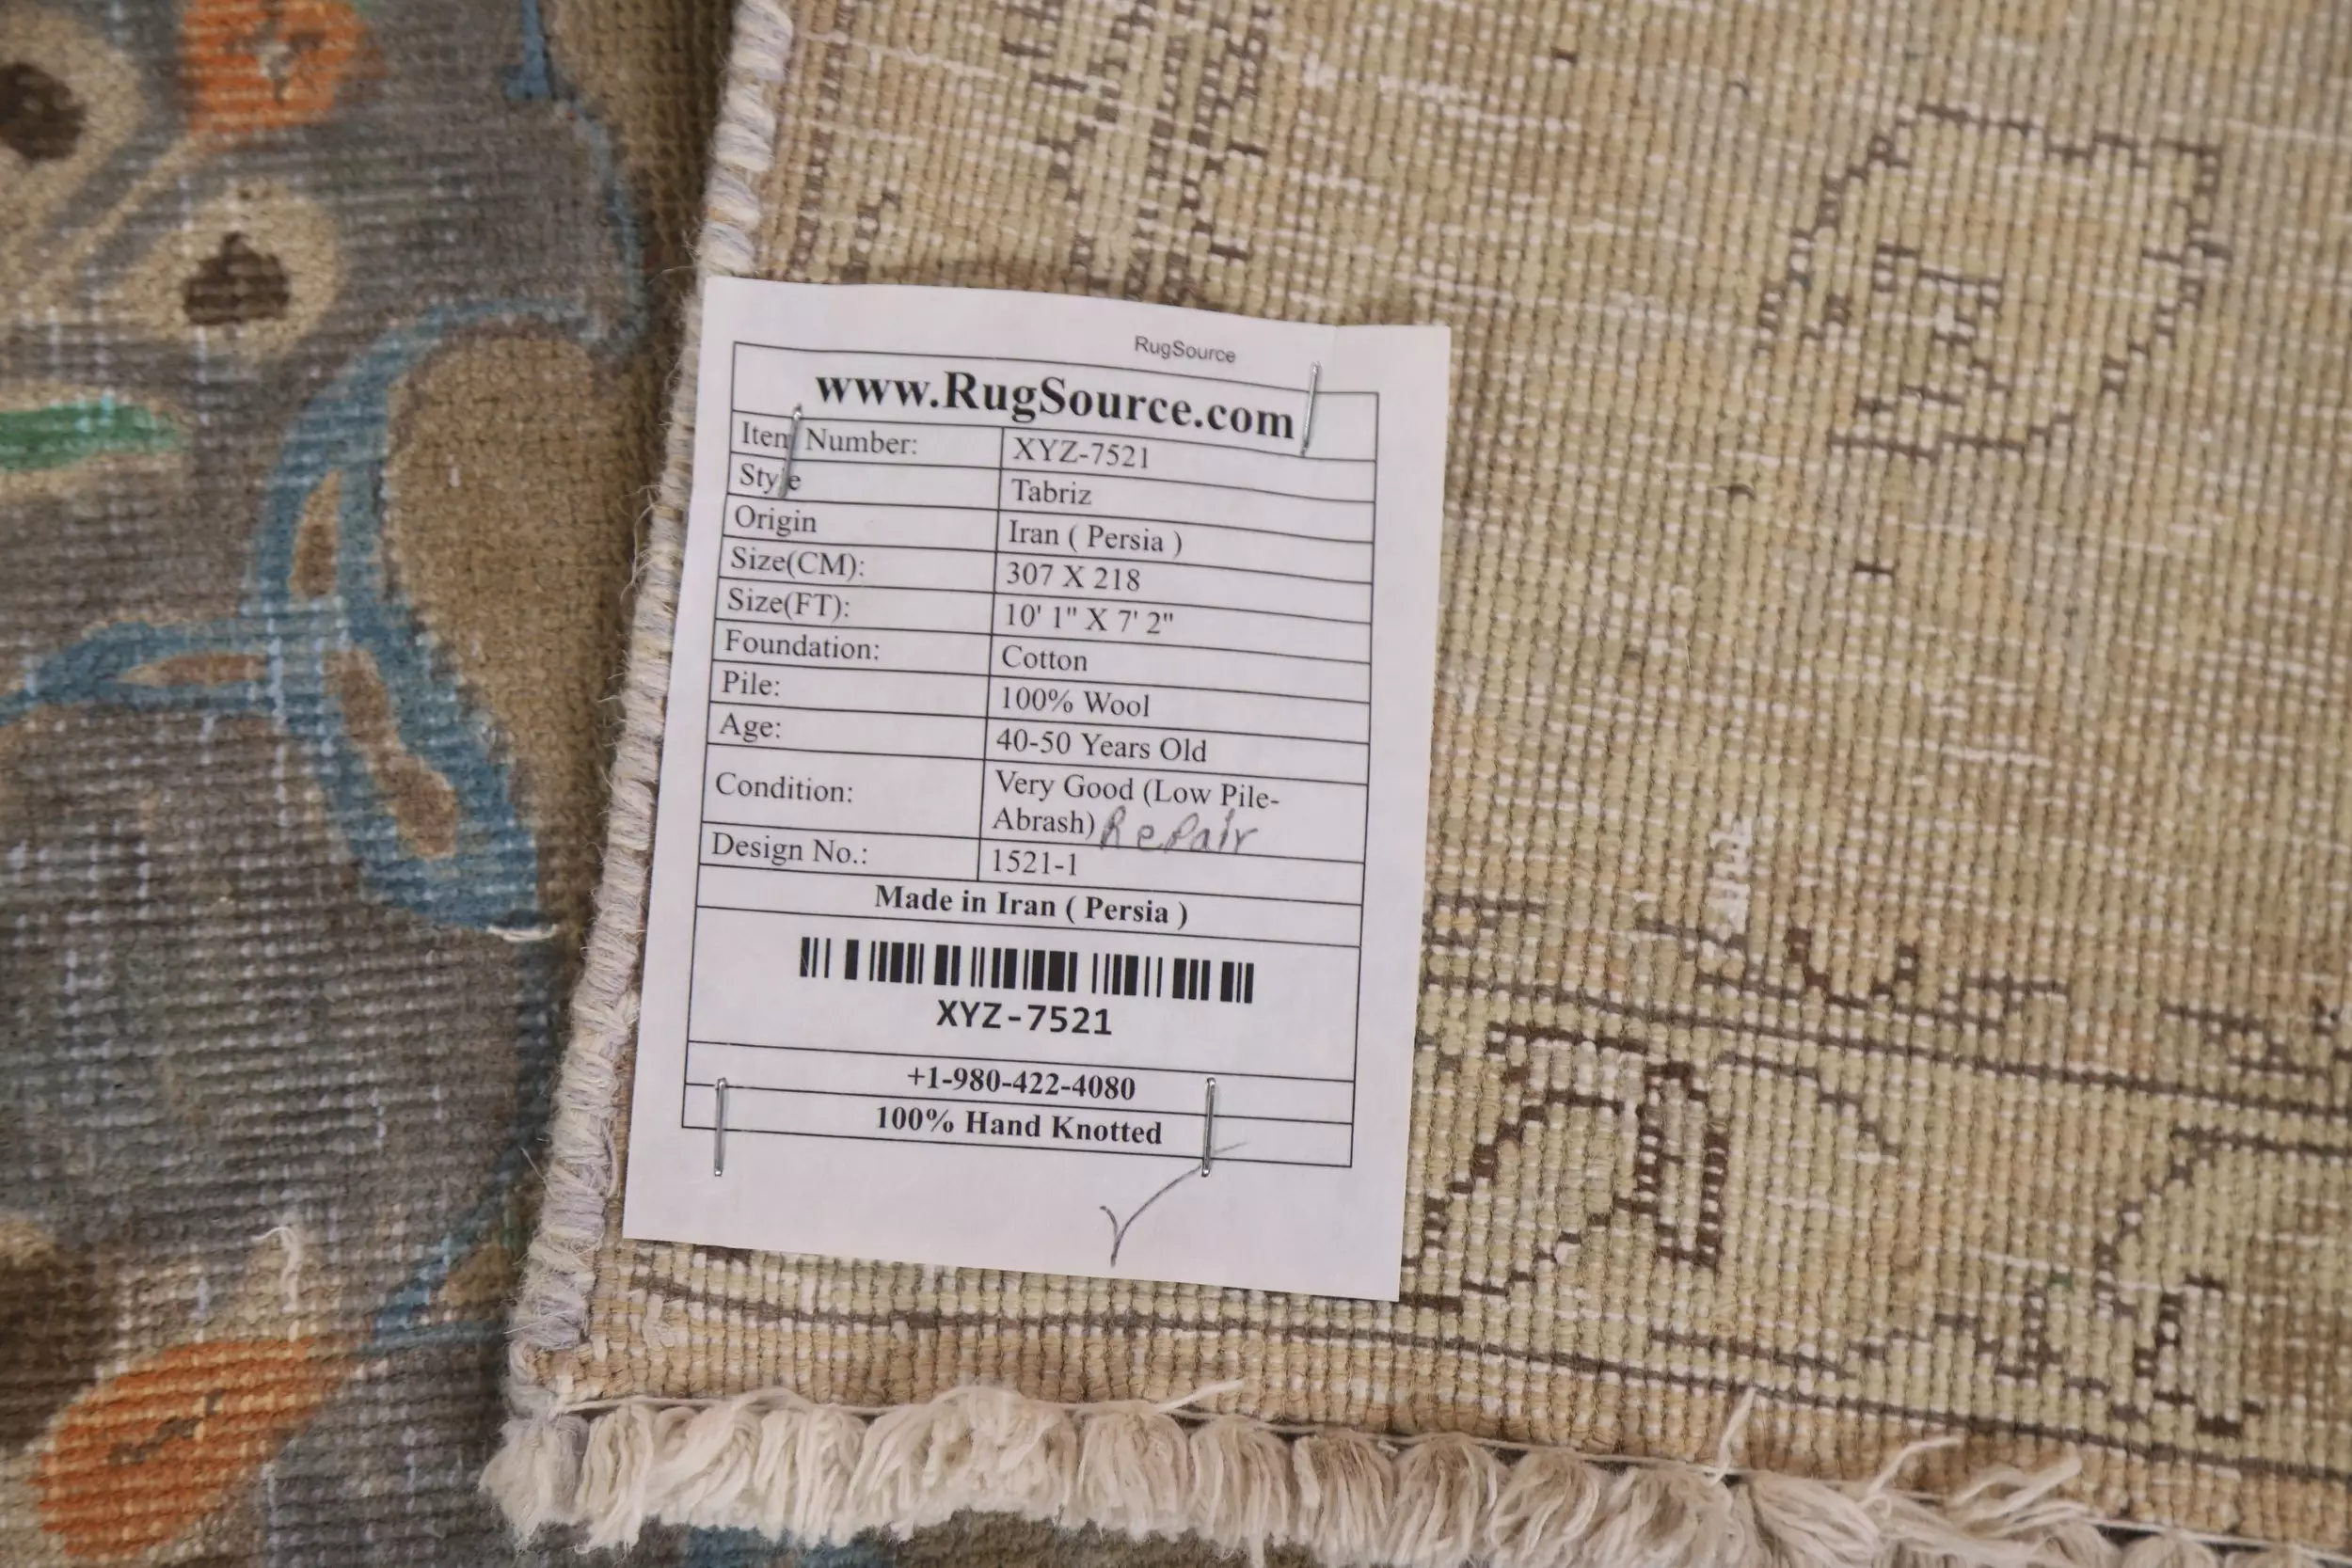 RugSource
www.RugSource.com
Item Number: XYZ-7521
Style Tabriz
Origin Iran ( Persia )
Size(CM): 307 X 218
Size(FT): 10' 1" X 7' 2"
Foundation: Cotton
Pile: 100% Wool
Age: 40-50 Years Old
Condition: Very Good (Low Pile-
Abrash) Repair
Design No.: 1521-1
Made in Iran ( Persia )
XYZ-7521
+1-980-422-4080
100% Hand Knotted